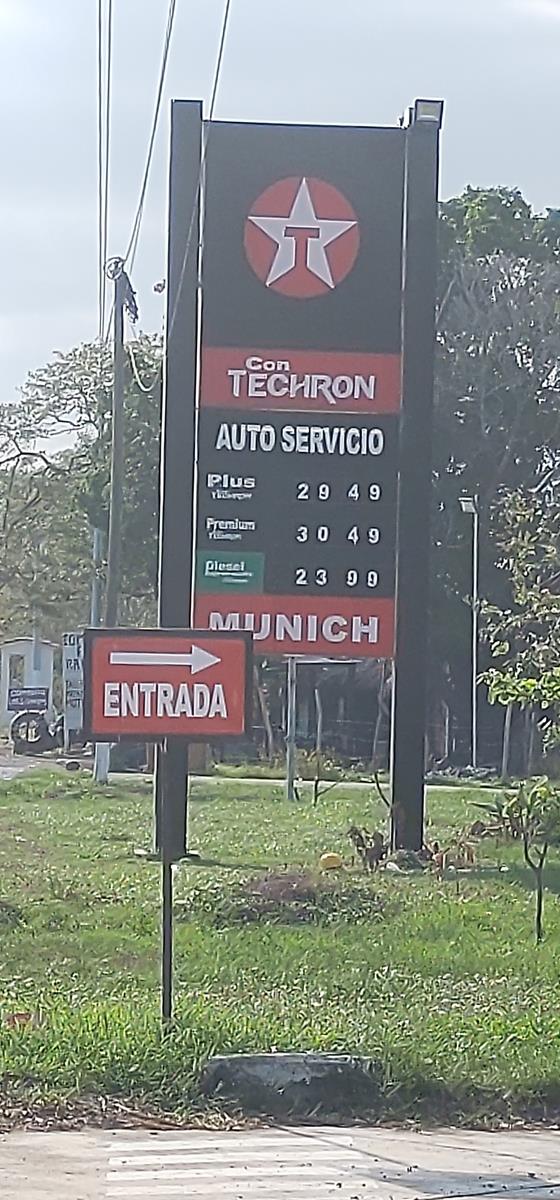 T
Con
TECHRON
AUTO SERVICIO
Plus 29 49
Premium 30 49
Diesel 23 99
MUNICH
ENTRADA